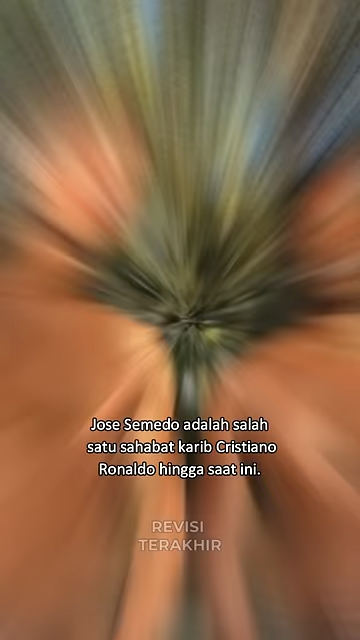 Jose Semedo adalah salah
satu sahabat karib Cristiano
Ronaldo hingga saat ini.
REVISI
TERAKHIR